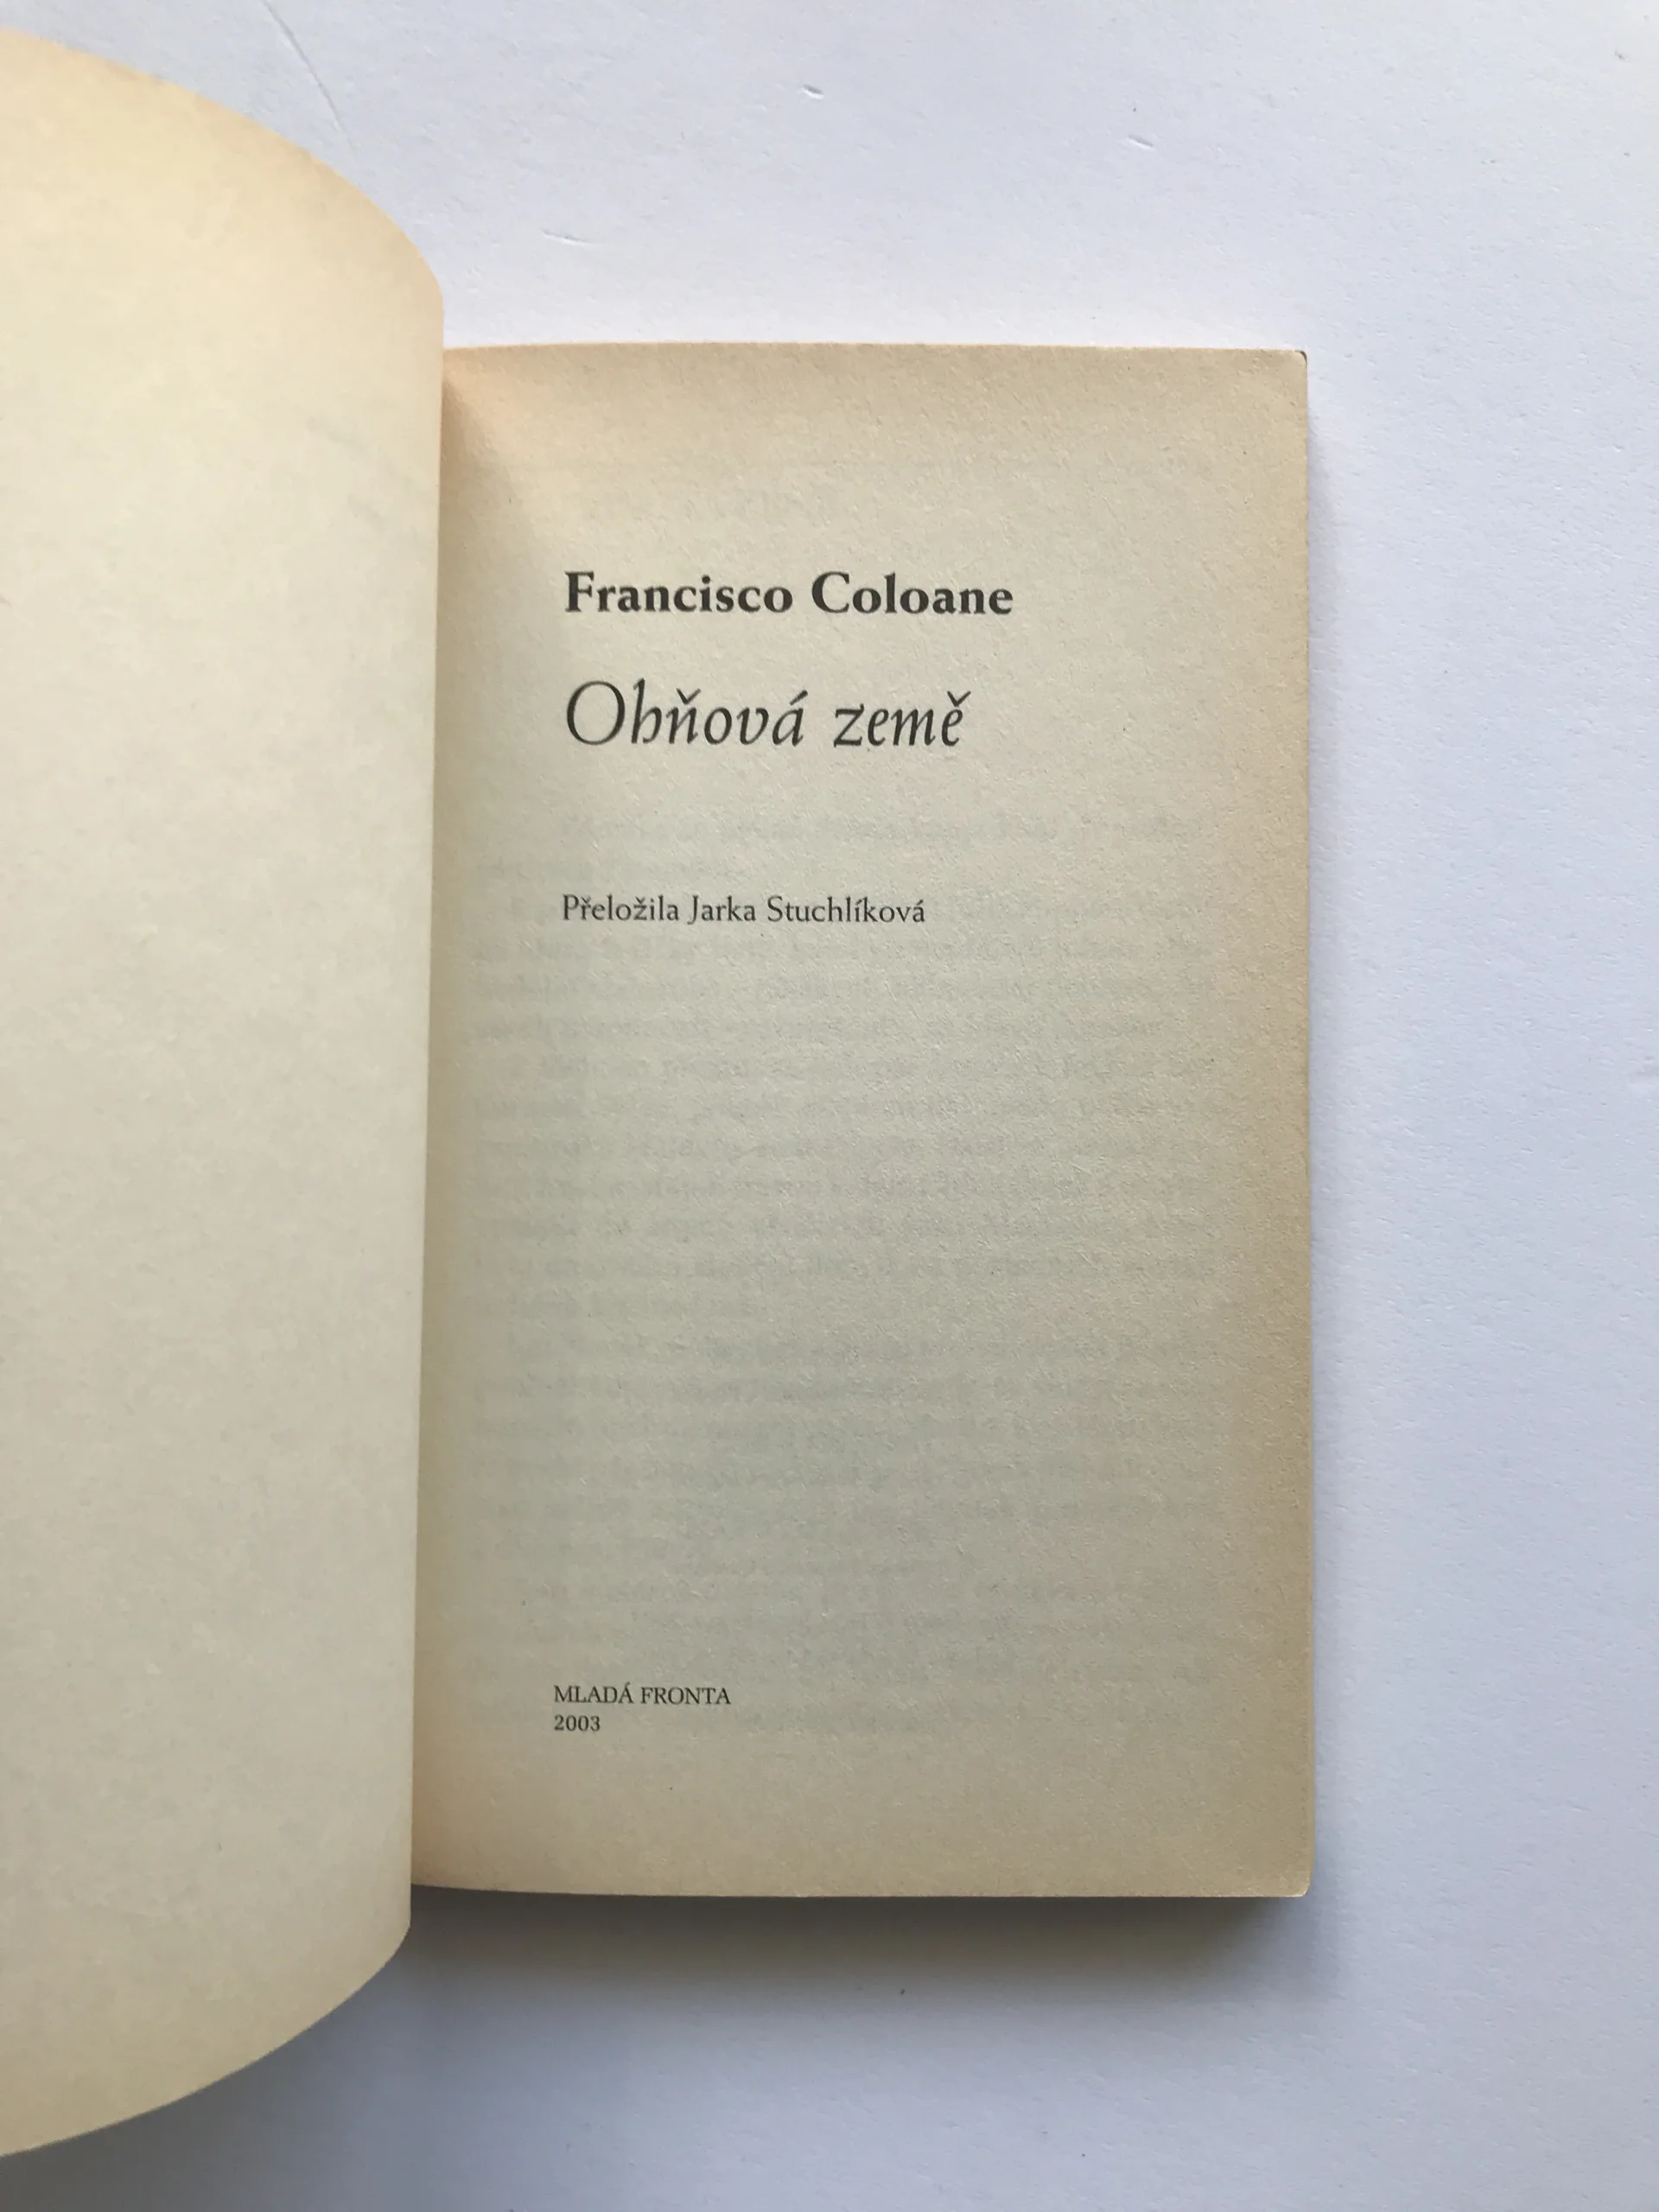 Francisco Coloane
Ohňová země
Přeložila Jarka Stuchlíková
MLADÁ FRONTA
2003